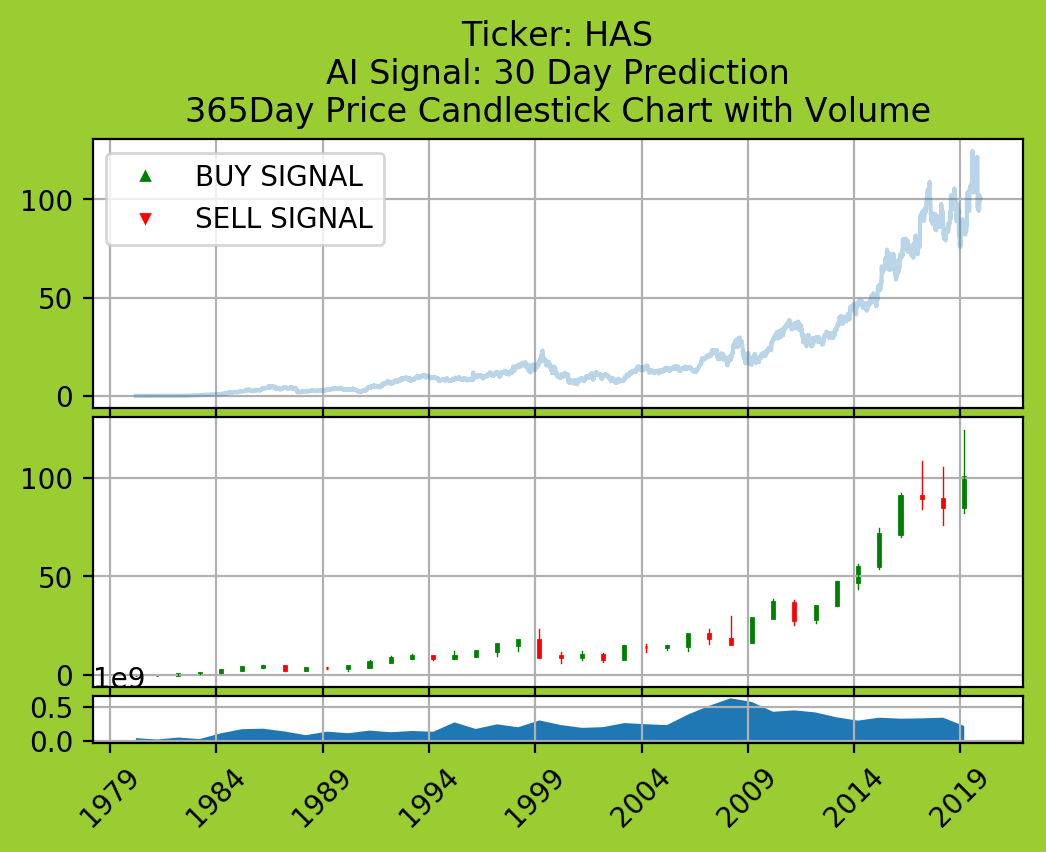 Ticker: HAS
AI Signal: 30 Day Prediction
365Day Price Candlestick Chart with Volume
BUY SIGNAL
SELL SIGNAL
100
50
0
100
50
0
1e9
0.5
0.0
1979
1984
1989
1994
1999
2004
2009
2014
2019